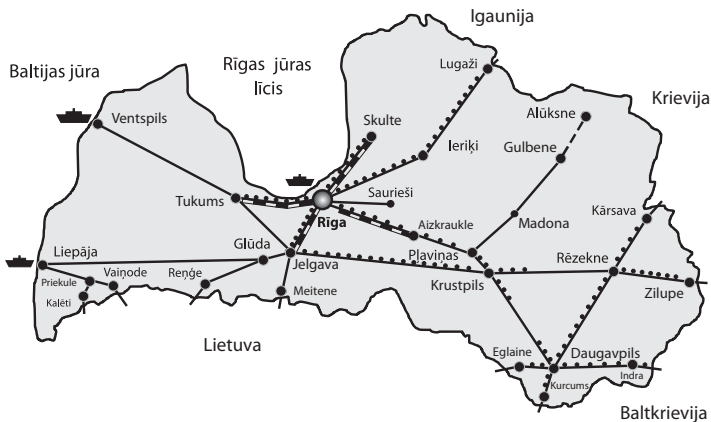 Igaunija
Baltijas jūra
Rīgas jūras
līcis
Lugaži
Krievija
Ventspils
Skulte
Alūksne
Ieriķi
Gulbene
Tukums
Saurieši
Rīga
Aizkraukle
Madona
Kārsava
Liepāja
Glūda
Jelgava
Pļaviņas
Rēzekne
Priekule
Vaiņode
Reņģe
Meitene
Krustpils
Zilupe
Kalēti
Lietuva
Eglaine
Daugavpils
Indra
Kurcums
Baltkrievija